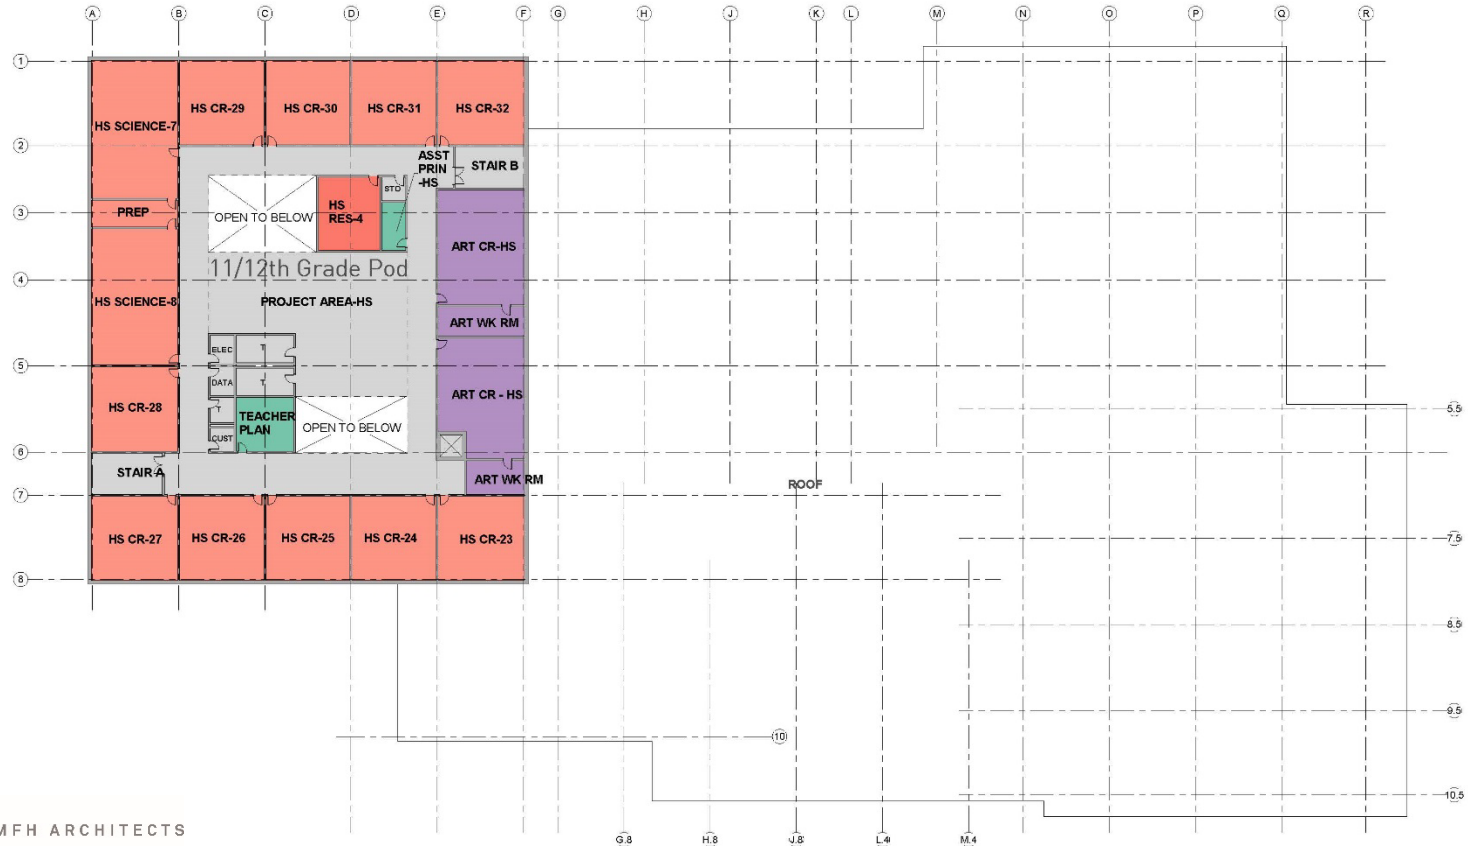 A B C D E F G H J K L M N O P Q R
1
HS CR-29 HS CR-30 HS CR-31 HS CR-32
HS SCIENCE-7
2
ASST
PRIN
-HS
STAIR B
STO
PREP
3
OPEN TO BELOW
HS
RES-4
ART CR-HS
11/12th Grade Pod
4
HS SCIENCE-8
PROJECT AREA-HS
ART WK RM
ELEC T
5
DATA T
ART CR - HS
HS CR-28
T
TEACHER
PLAN
OPEN TO BELOW
5.5
CUST
6
STAIR A
ART WK RM
ROOF
7
HS CR-27 HS CR-26 HS CR-25 HS CR-24 HS CR-23
7.5
8
8.5
9.5
10
10.5
MFH ARCHITECTS
G.8 H.8 J.8 L.4 M.4